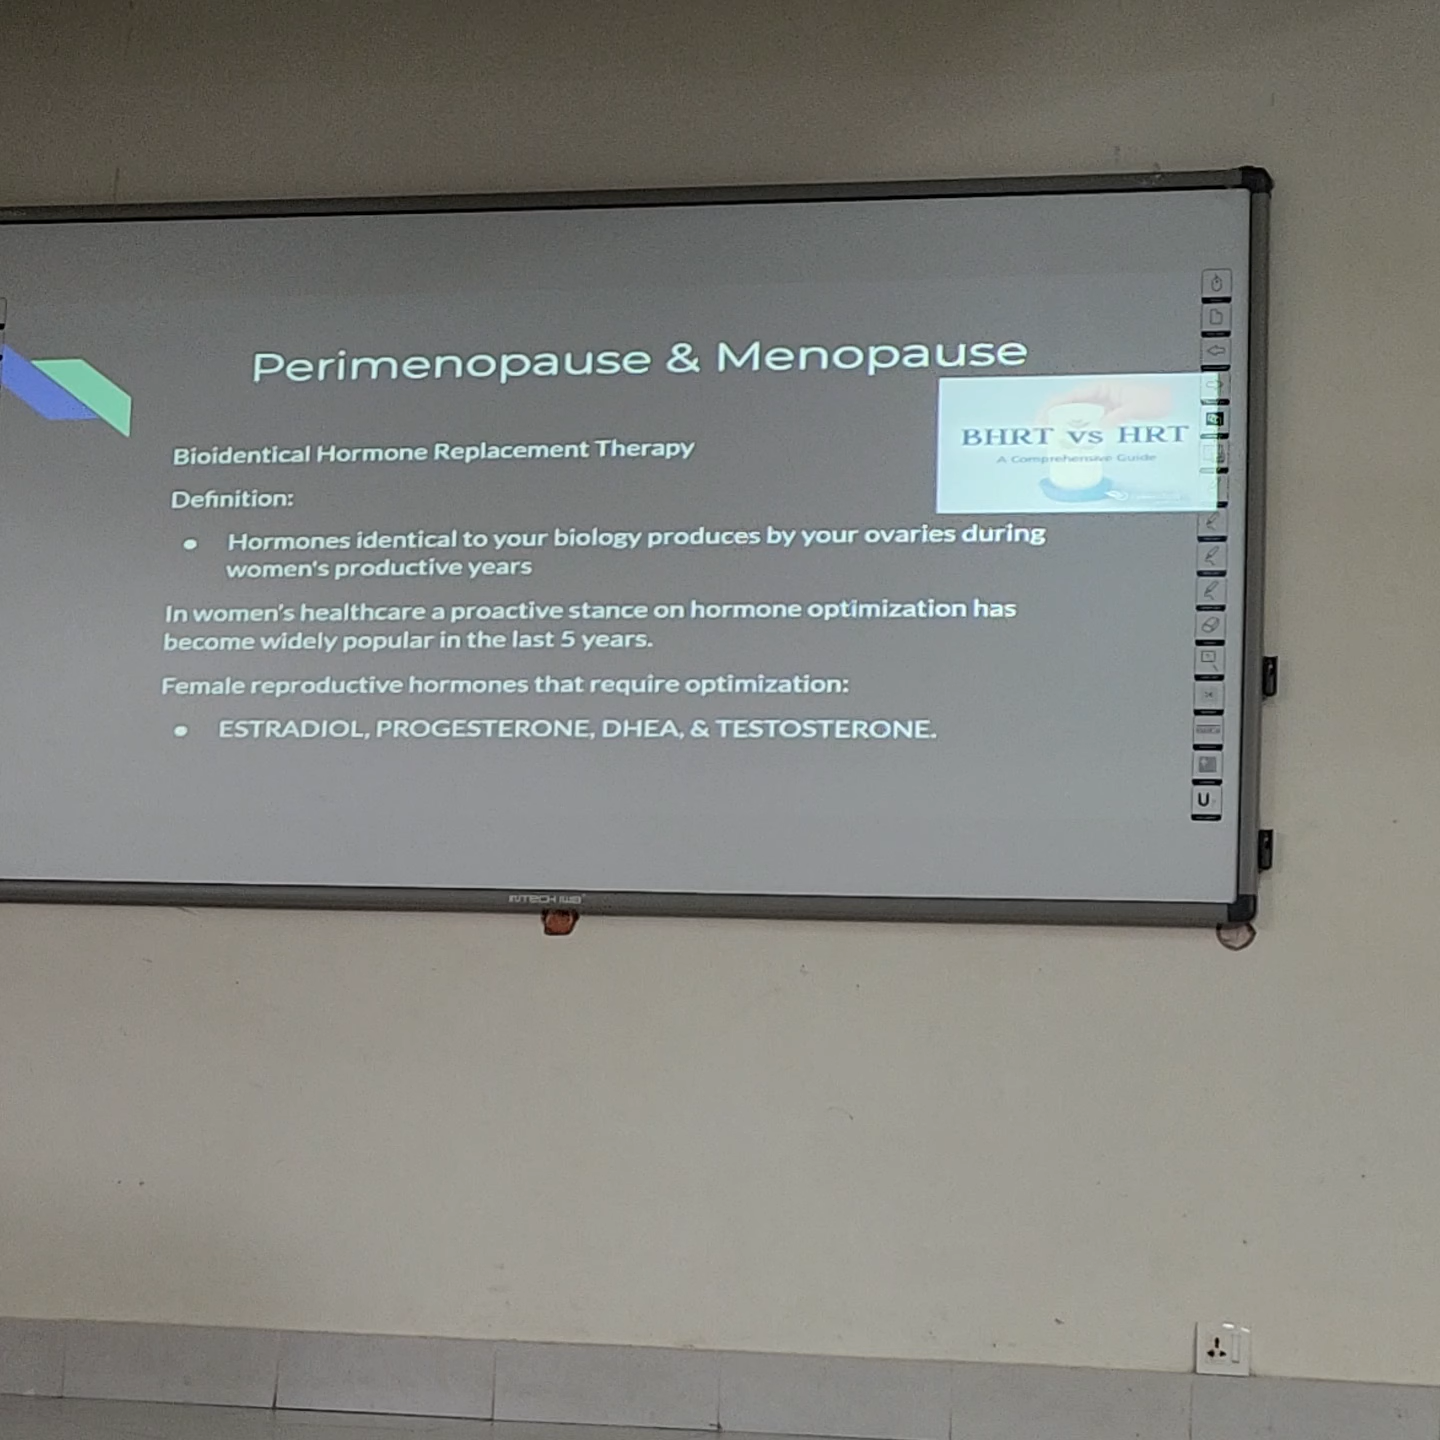 Perimenopause & Menopause
BHRT vs HRT
A Comprehensive Guide
Bioidentical Hormone Replacement Therapy
Definition:
● Hormones identical to your biology produces by your ovaries during
women's productive years
In women's healthcare a proactive stance on hormone optimization has
become widely popular in the last 5 years.
Female reproductive hormones that require optimization:
● ESTRADIOL, PROGESTERONE, DHEA, & TESTOSTERONE.
U
INTECH IWB